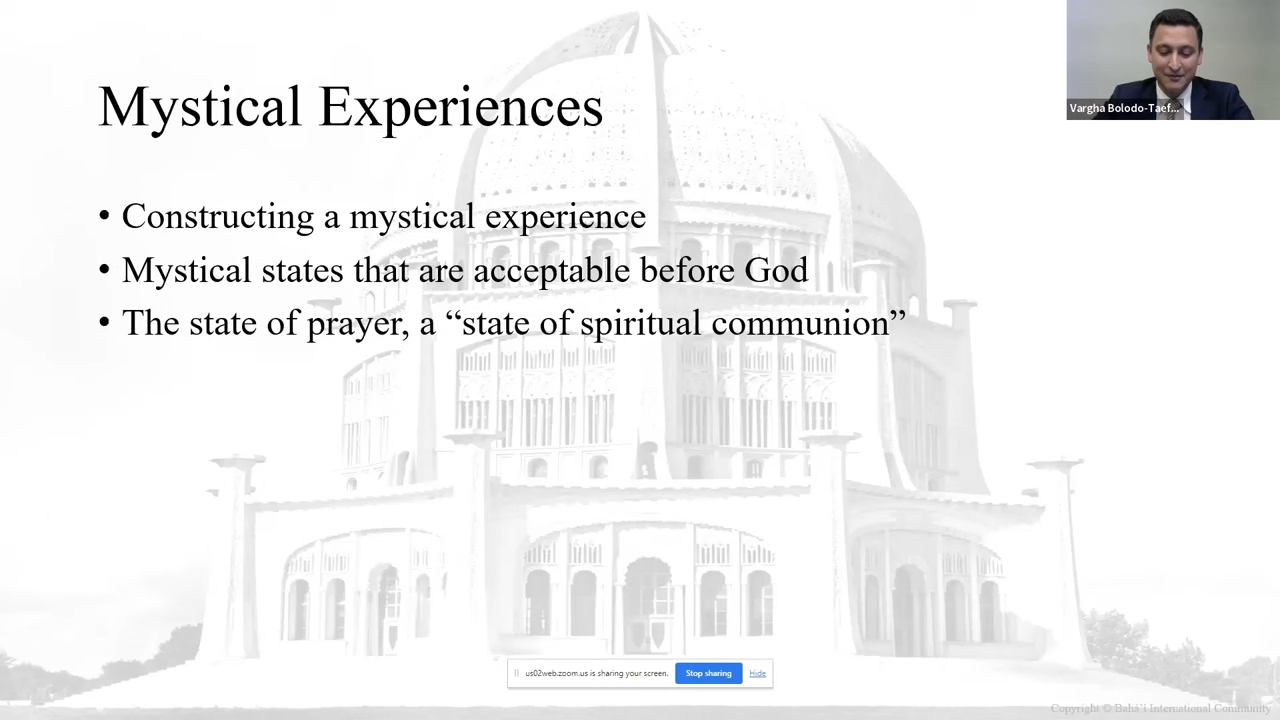 Mystical Experiences
Vargha Bolodo-Taef...
• Constructing a mystical experience
• Mystical states that are acceptable before God
• The state of prayer, a “state of spiritual communion”
us02web.zoom.us is sharing your screen.
Stop sharing
Hide
Copyright © Bahá’í International Community